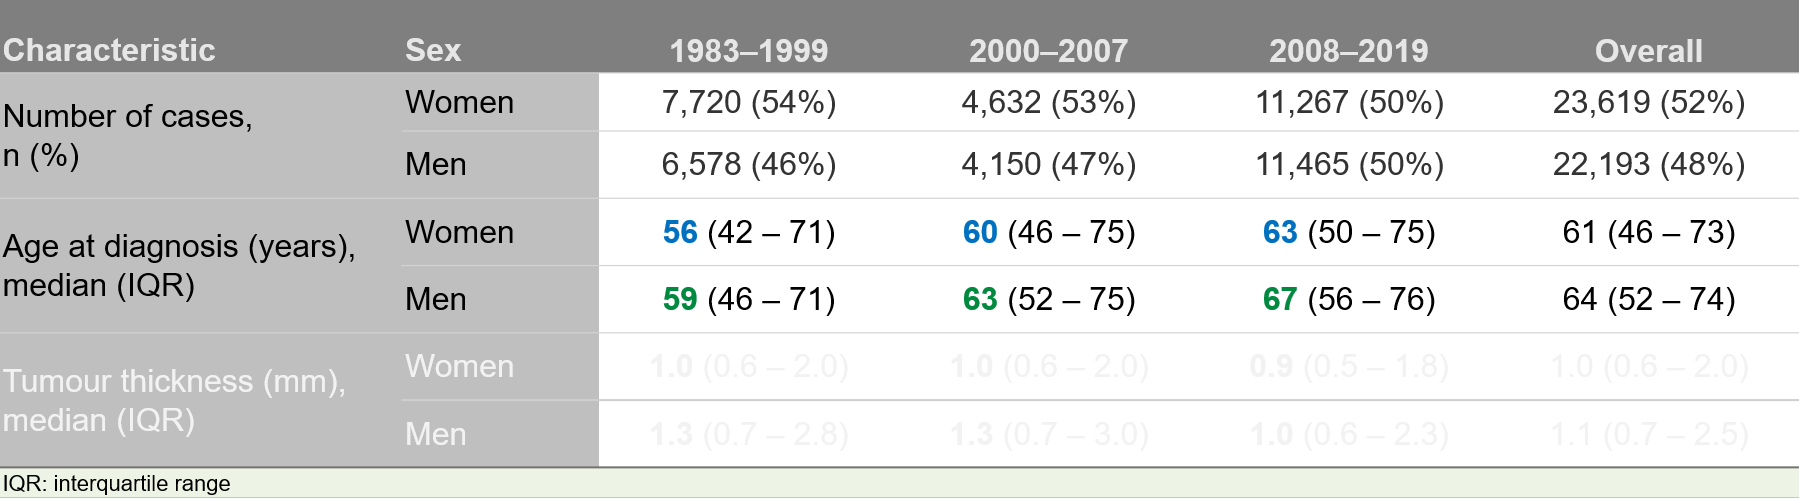 Characteristic Sex 1983–1999 2000–2007 2008–2019 Overall
Number of cases,
n (%)
Women 7,720 (54%) 4,632 (53%) 11,267 (50%) 23,619 (52%)
Men 6,578 (46%) 4,150 (47%) 11,465 (50%) 22,193 (48%)
Age at diagnosis (years),
median (IQR)
Women 56 (42 – 71) 60 (46 – 75) 63 (50 – 75) 61 (46 – 73)
Men 59 (46 – 71) 63 (52 – 75) 67 (56 – 76) 64 (52 – 74)
Tumour thickness (mm),
median (IQR)
Women 1.0 (0.6 – 2.0) 1.0 (0.6 – 2.0) 0.9 (0.5 – 1.8) 1.0 (0.6 – 2.0)
Men 1.3 (0.7 – 2.8) 1.3 (0.7 – 3.0) 1.0 (0.6 – 2.3) 1.1 (0.7 – 2.5)
IQR: interquartile range